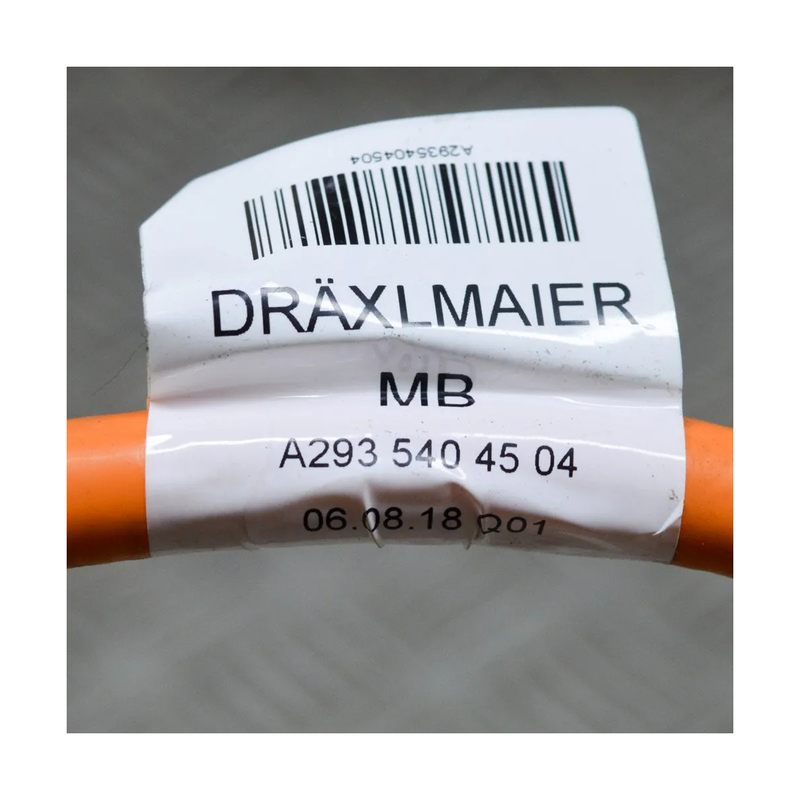 A2935404504
DRÄXLMAIER
MB
A293 540 45 04
06.08.18 Q01